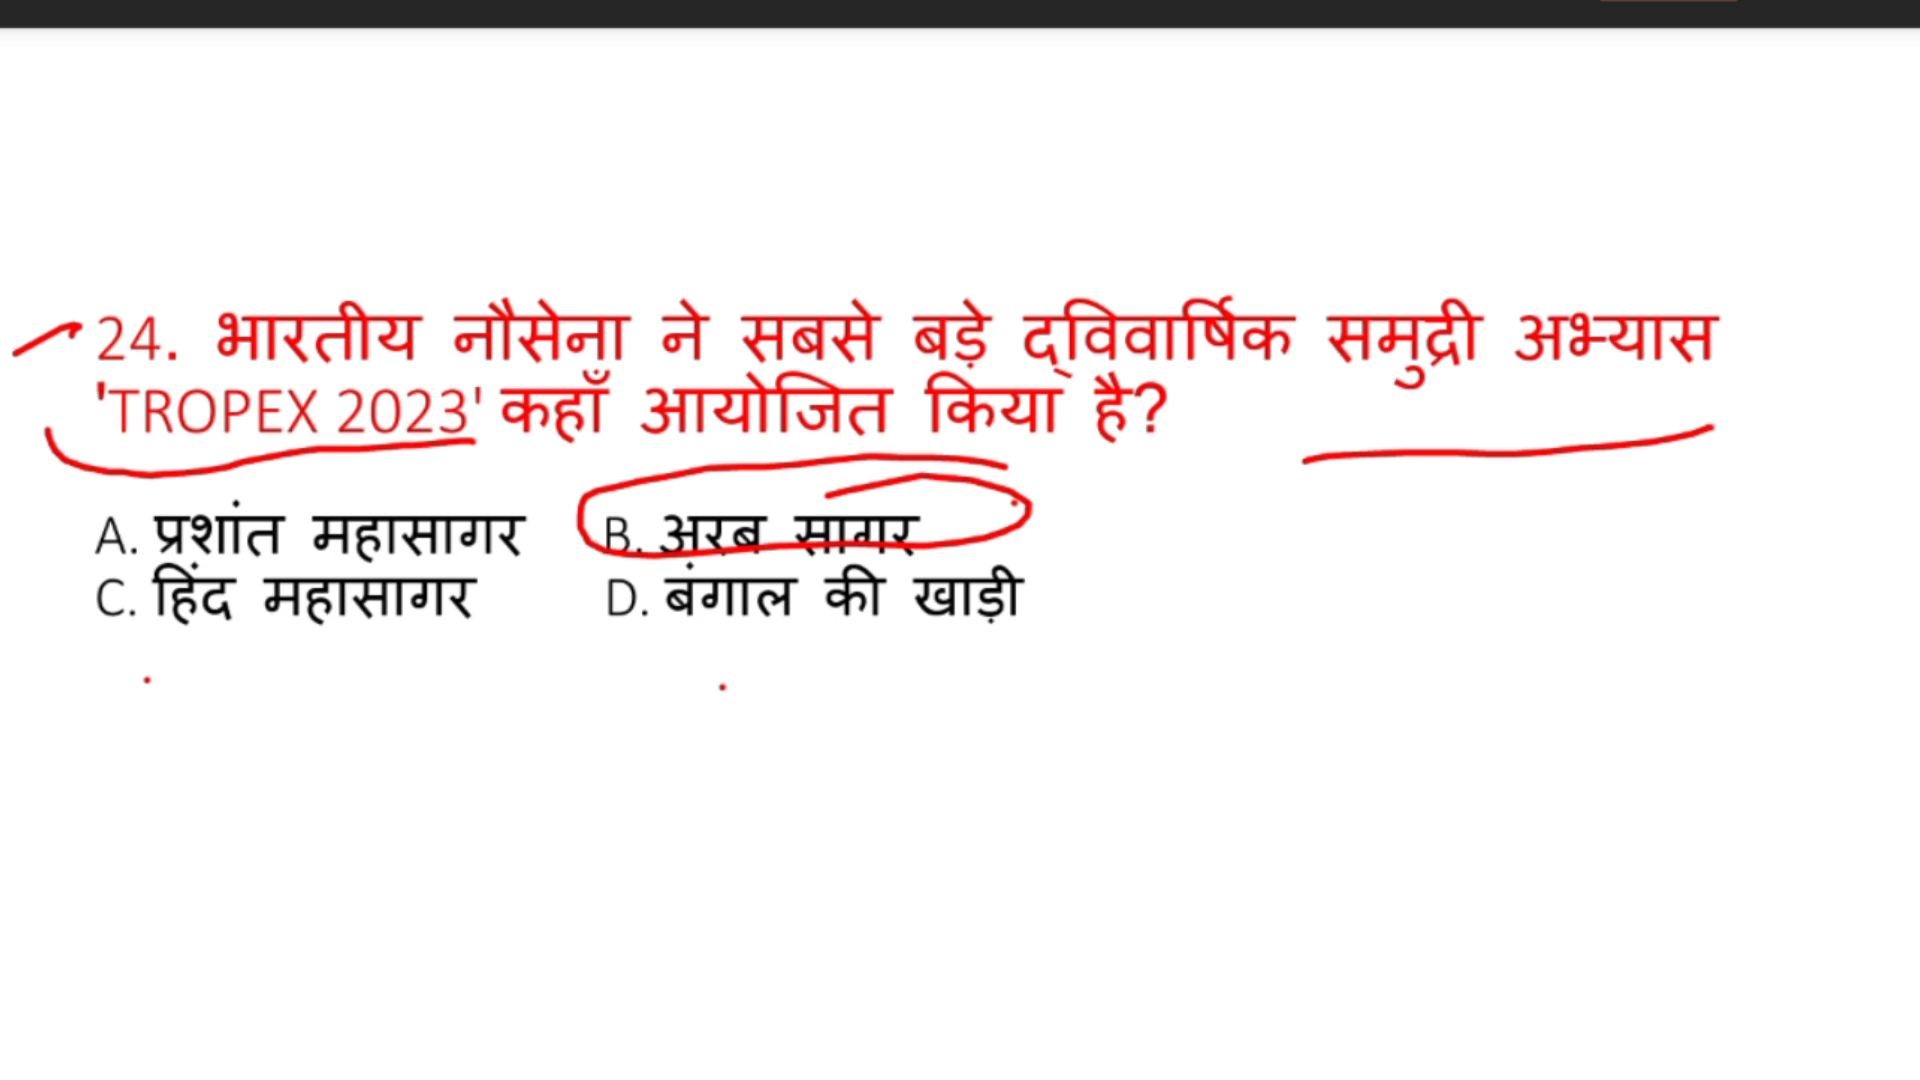 24. भारतीय नौसेना ने सबसे बड़े द्विवार्षिक समुद्री अभ्यास
'TROPEX 2023' कहाँ आयोजित किया है?
A. प्रशांत महासागर B. अरब सागर
C. हिंद महासागर D. बंगाल की खाड़ी